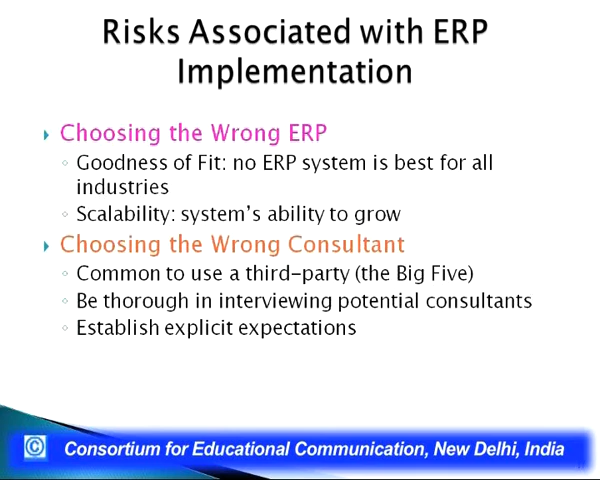 Risks Associated with ERP
Implementation
Choosing the Wrong ERP
Goodness of Fit: no ERP system is best for all
industries
Scalability: system's ability to grow
Choosing the Wrong Consultant
Common to use a third-party (the Big Five)
Be thorough in interviewing potential consultants
Establish explicit expectations
© Consortium for Educational Communication, New Delhi, India